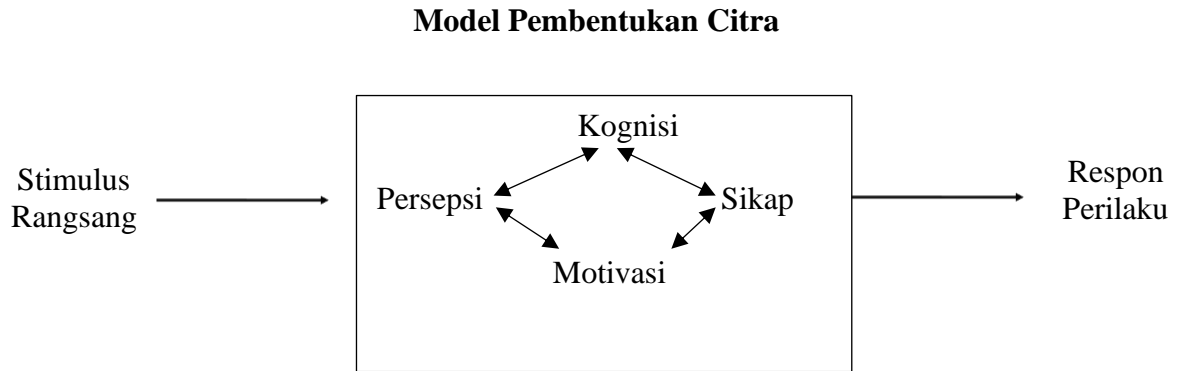 Model Pembentukan Citra
Kognisi
Stimulus
Rangsang
Persepsi
Sikap
Respon
Perilaku
Motivasi